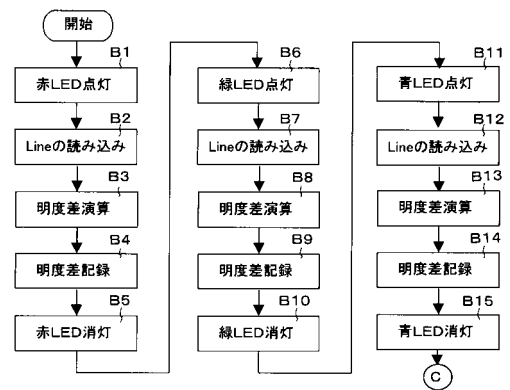 開始
B1
赤LED点灯
B2
Lineの読み込み
B3
明度差演算
B4
明度差記録
B5
赤LED消灯
B6
緑LED点灯
B7
Lineの読み込み
B8
明度差演算
B9
明度差記録
B10
緑LED消灯
B11
青LED点灯
B12
Lineの読み込み
B13
明度差演算
B14
明度差記録
B15
青LED消灯
C